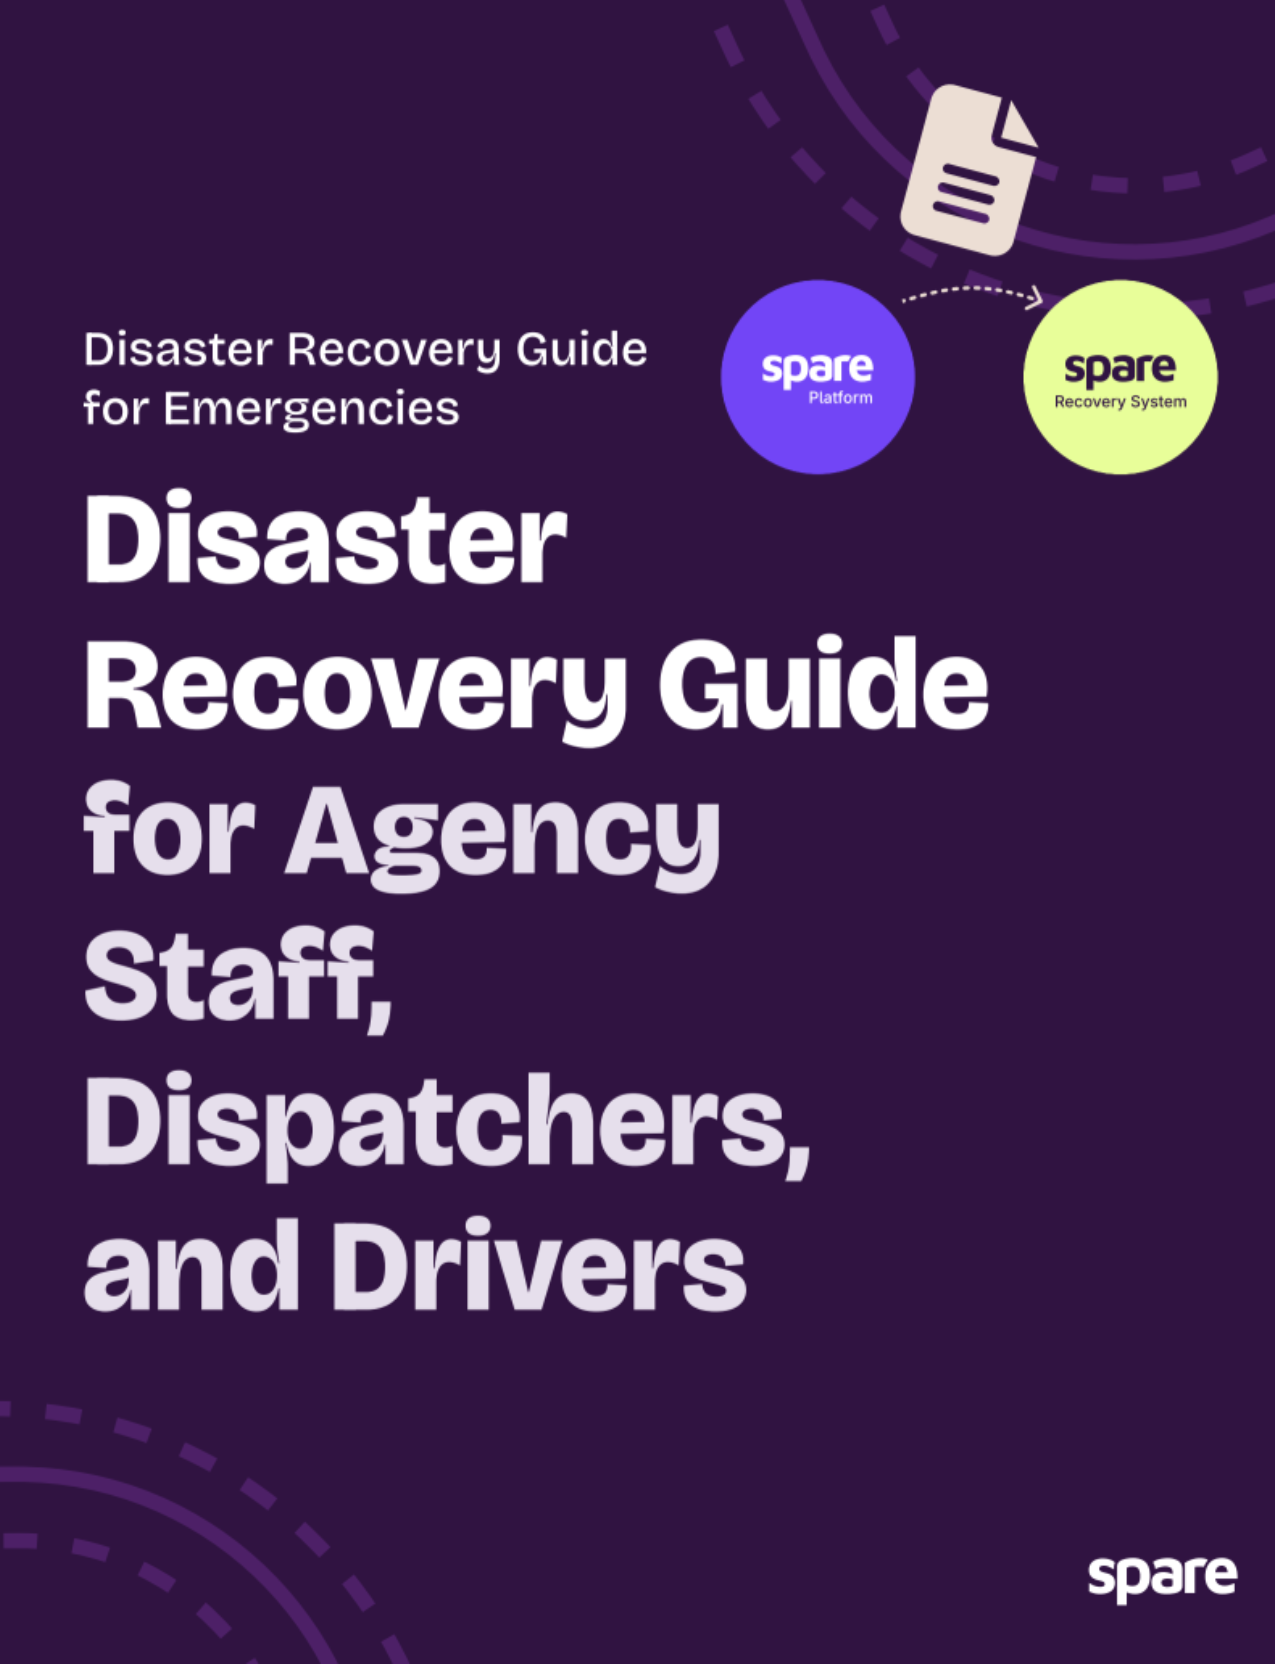 Disaster Recovery Guide
for Emergencies
spare
Platform
spare
Recovery System
Disaster
Recovery Guide
for Agency
Staff,
Dispatchers,
and Drivers
spare